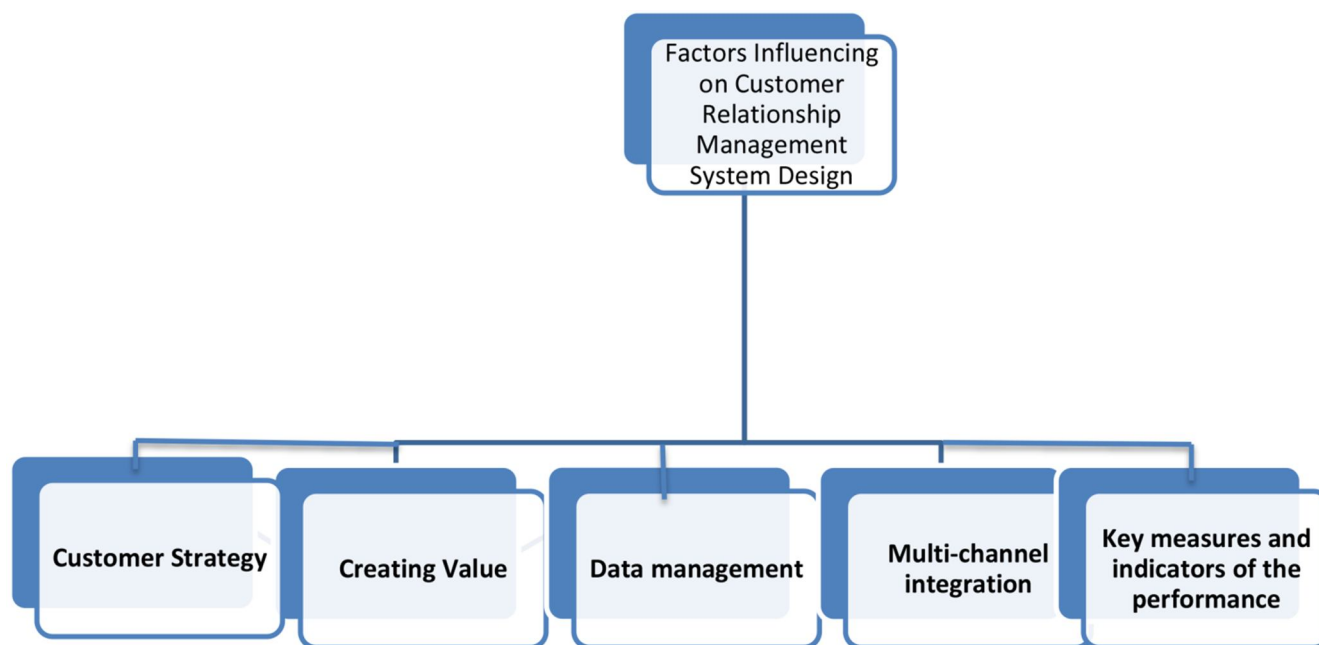 Factors Influencing
on Customer
Relationship
Management
System Design
Customer Strategy
Creating Value
Data management
Multi-channel
integration
Key measures and
indicators of the
performance